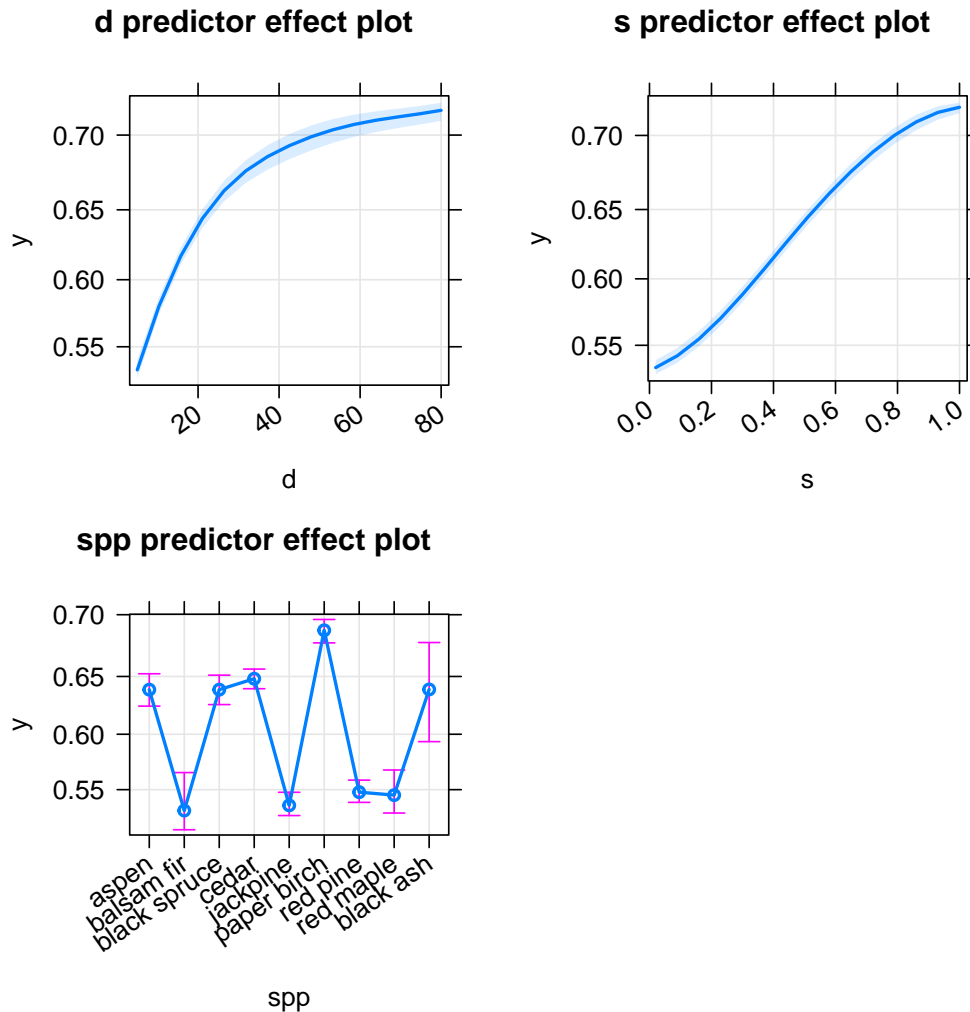 d predictor effect plot
y
0.70
0.65
0.60
0.55
20
40
60
80
d
s predictor effect plot
y
0.70
0.65
0.60
0.55
0.0
0.2
0.4
0.6
0.8
1.0
s
spp predictor effect plot
y
0.70
0.65
0.60
0.55
aspen
balsam fir
black spruce
cedar
jackpine
paper birch
red pine
red maple
black ash
spp